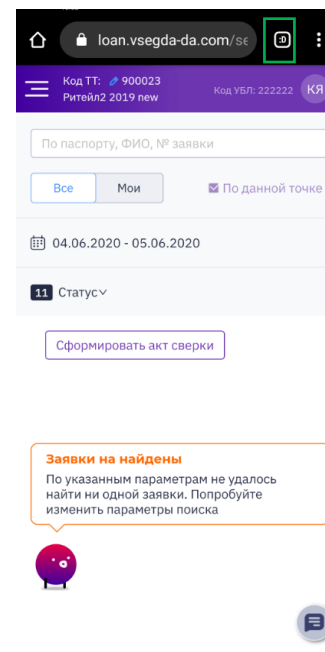 loan.vsegda-da.com/se
:D
Код ТТ: 900023
Ритейл2 2019 new
Код УБЛ: 222222
КЯ
По паспорту, ФИО, № заявки
Все
Мои
По данной точке
04.06.2020 - 05.06.2020
11 Статус
Сформировать акт сверки
Заявки на найдены
По указанным параметрам не удалось
найти ни одной заявки. Попробуйте
изменить параметры поиска